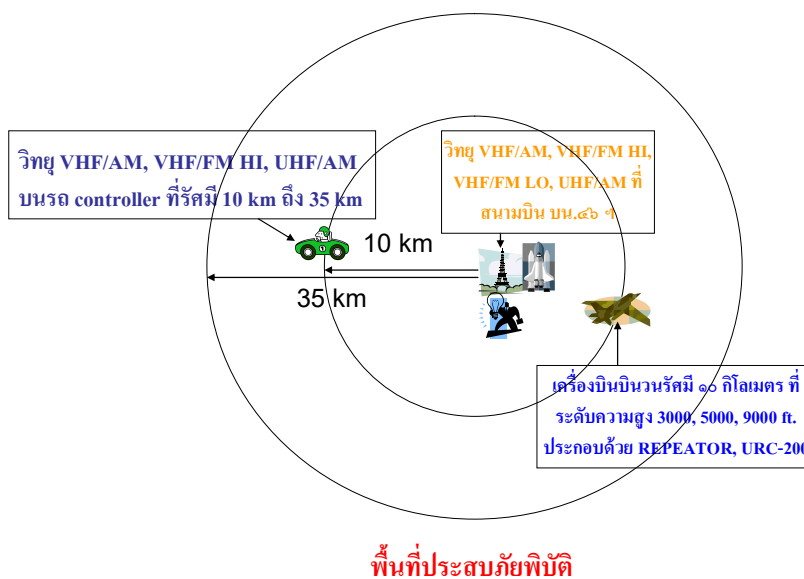 วิทยุ VHF/AM, VHF/FM HI, UHF/AM
บนรถ controller ที่รัศมี 10 km ถึง 35 km
วิทยุ VHF/AM, VHF/FM HI,
VHF/FM LO, UHF/AM ที่
สนามบิน บน.๔๖ ฯ
10 km
35 km
เครื่องบินบินวนรัศมี ๑๐ กิโลเมตร ที่
ระดับความสูง 3000, 5000, 9000 ft.
ประกอบด้วย REPEATOR, URC-200
พื้นที่ประสบภัยพิบัติ